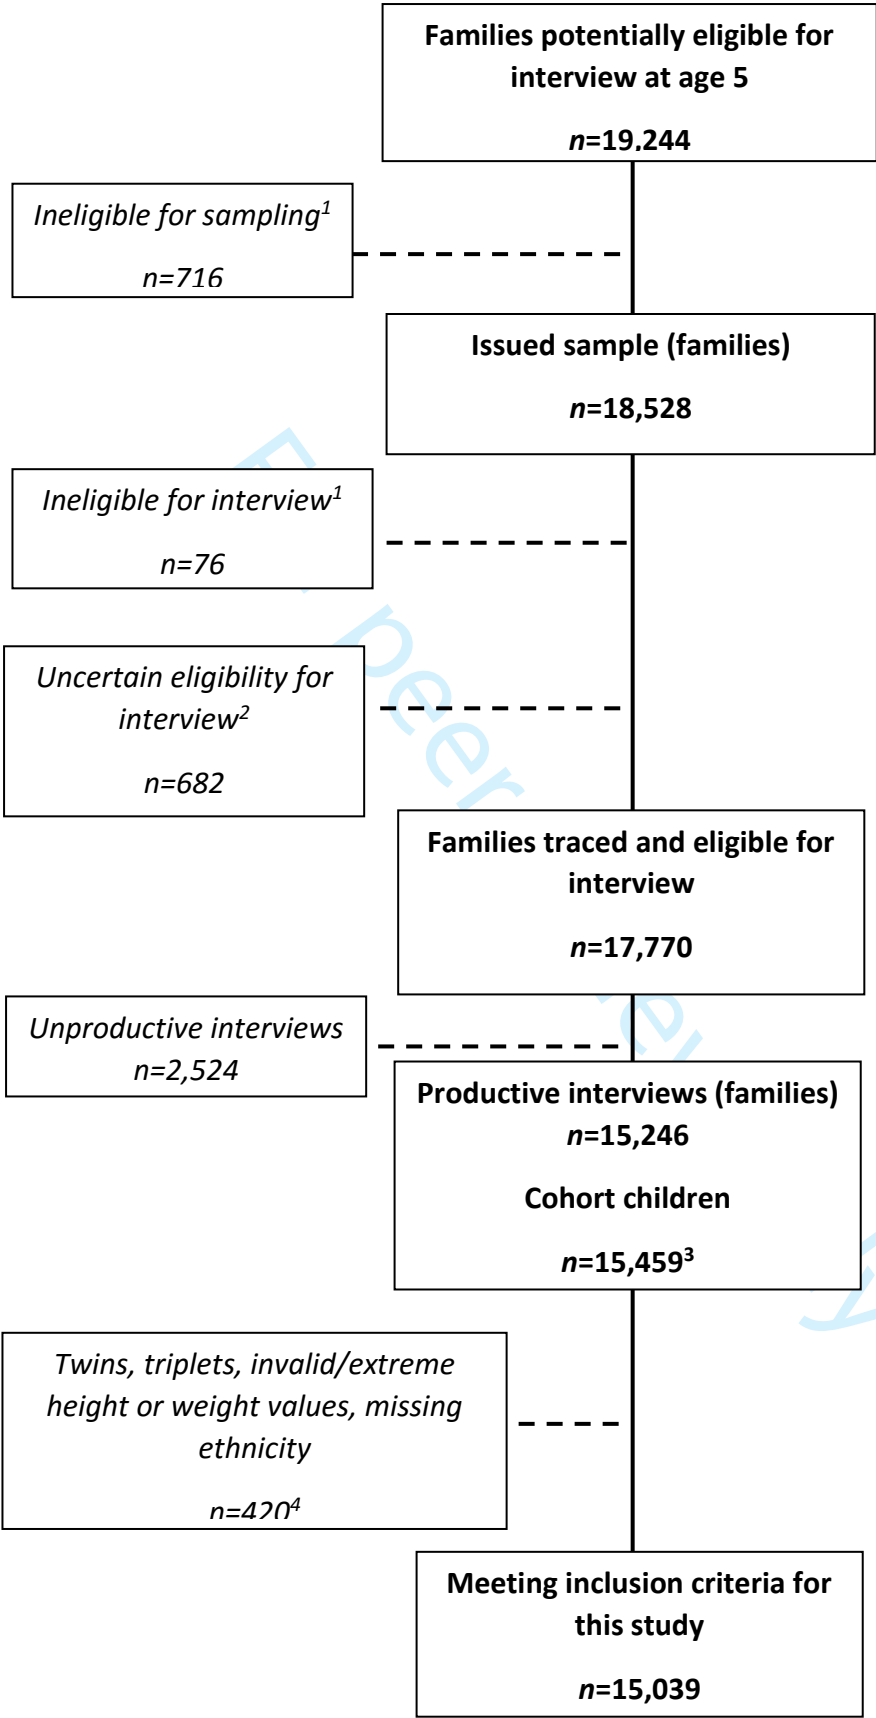 Families potentially eligible for
interview at age 5
n=19,244
Ineligible for sampling¹
n=716
Issued sample (families)
n=18,528
Ineligible for interview¹
n=76
Uncertain eligibility for
interview²
n=682
Families traced and eligible for
interview
n=17,770
Unproductive interviews
n=2,524
Productive interviews (families)
n=15,246
Cohort children
n=15,459³
Twins, triplets, invalid/extreme
height or weight values, missing
ethnicity
n=420⁴
Meeting inclusion criteria for
this study
n=15,039
peer